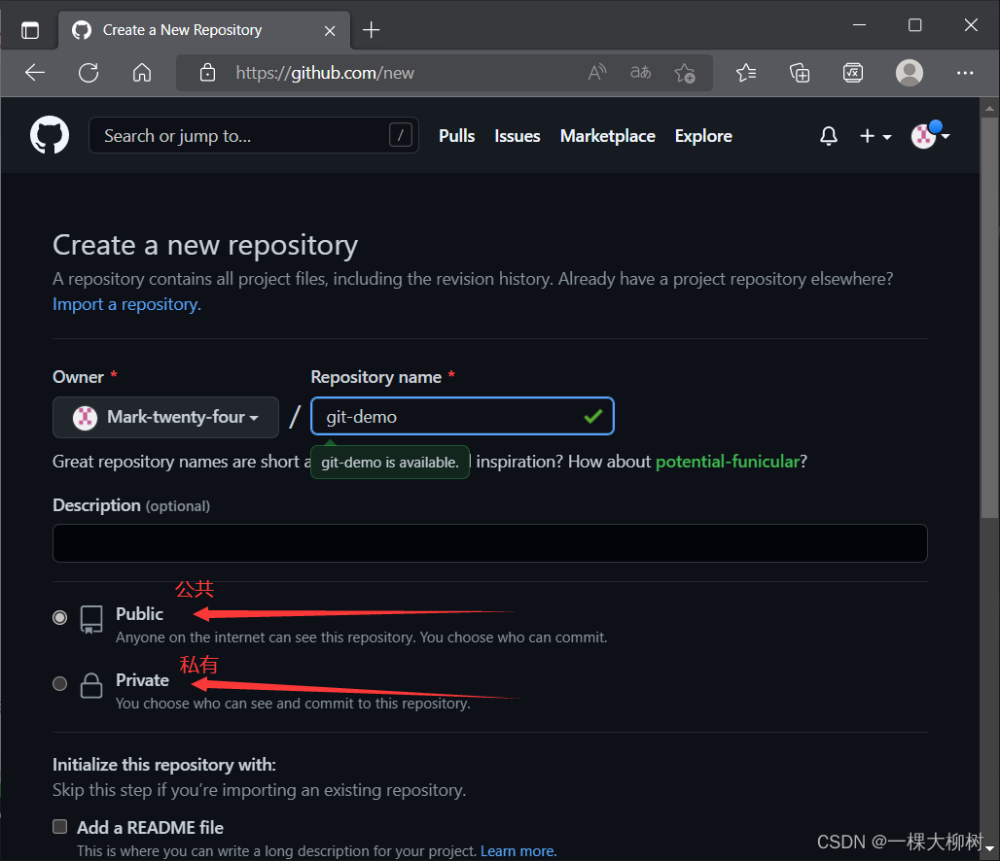 Create a New Repository
https://github.com/new
Search or jump to... /
Pulls Issues Marketplace Explore
Create a new repository
A repository contains all project files, including the revision history. Already have a project repository elsewhere?
Import a repository.
Owner * Repository name *
Mark-twenty-four / git-demo
Great repository names are short a git-demo is available. inspiration? How about potential-funicular?
Description (optional)
公共
Public
Anyone on the internet can see this repository. You choose who can commit.
私有
Private
You choose who can see and commit to this repository.
Initialize this repository with:
Skip this step if you’re importing an existing repository.
Add a README file
This is where you can write a long description for your project. Learn more.
CSDN @一棵大柳树